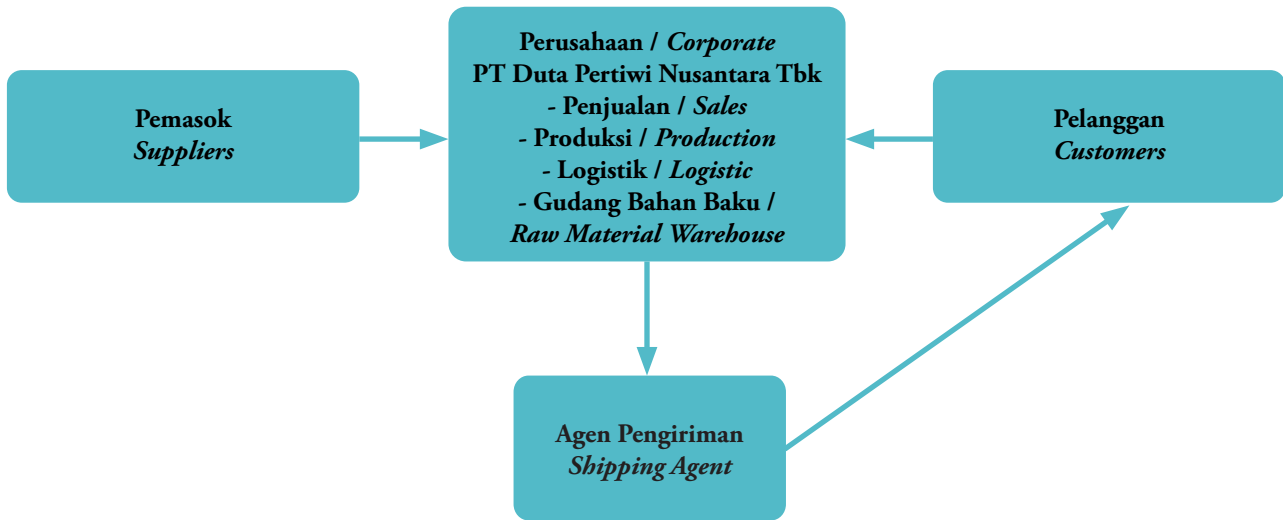 Perusahaan / Corporate
PT Duta Pertiwi Nusantara Tbk
- Penjualan / Sales
- Produksi / Production
- Logistik / Logistic
- Gudang Bahan Baku /
Raw Material Warehouse
Pemasok
Suppliers
Pelanggan
Customers
Agen Pengiriman
Shipping Agent